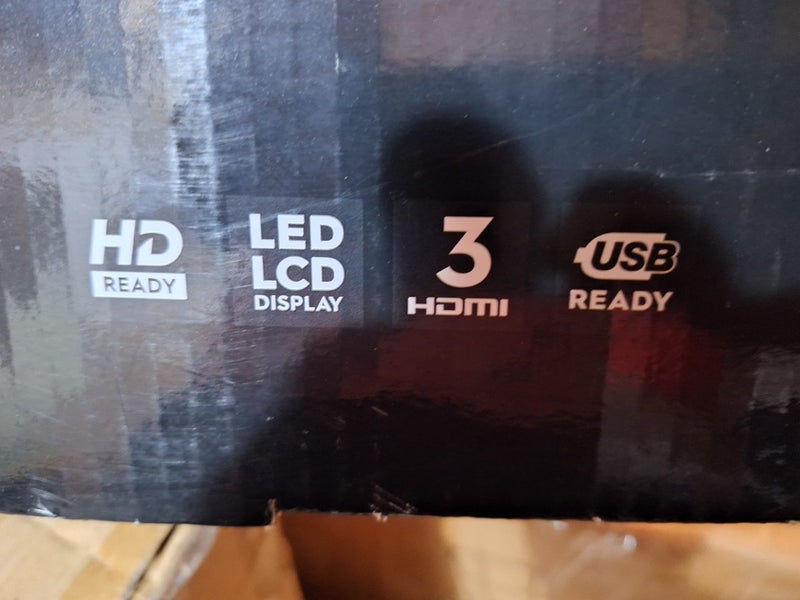 HD
READY
LED
LCD
DISPLAY
3
HDMI
USB
READY